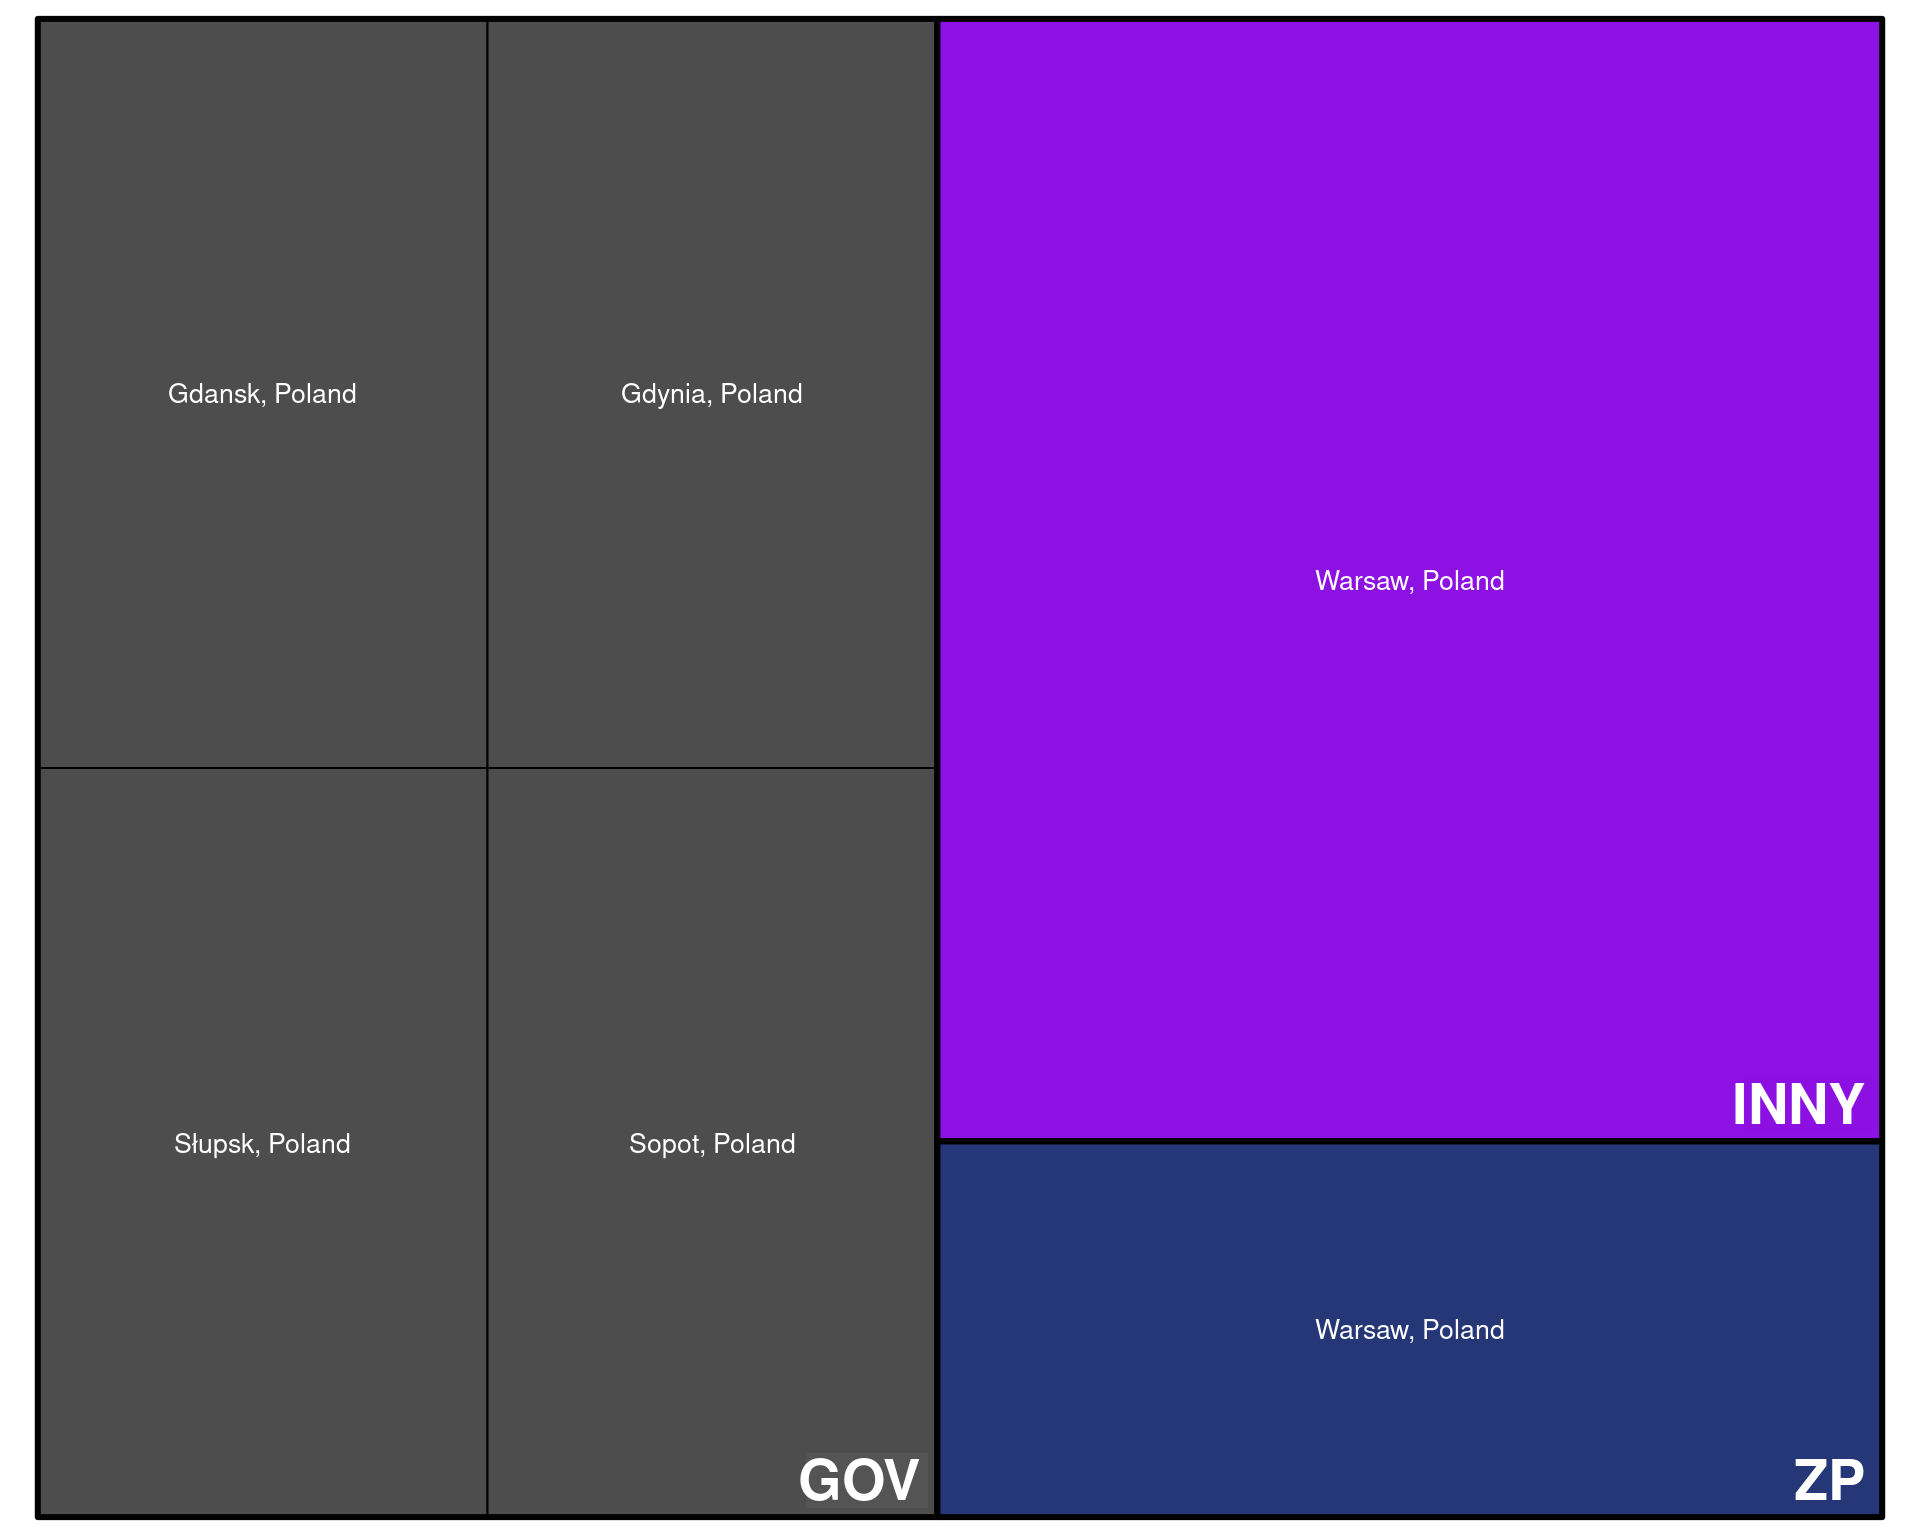 Gdansk, Poland
Gdynia, Poland
Słupsk, Poland
Sopot, Poland
GOV
Warsaw, Poland
INNY
Warsaw, Poland
ZP